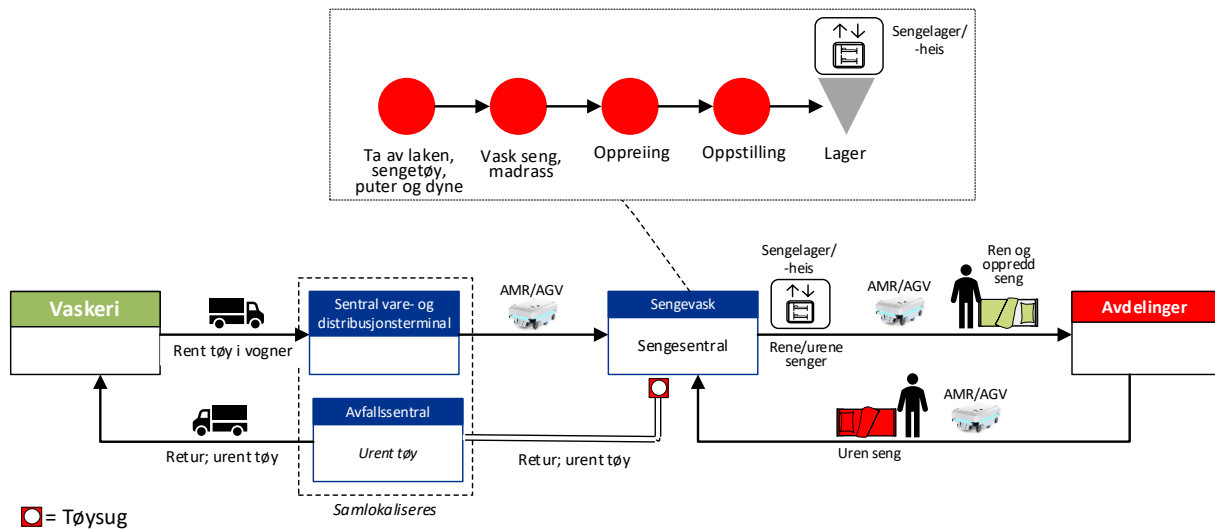 Sengelager/
-heis
Ta av laken,
sengetøy,
puter og dyne
Vask seng,
madrass
Oppreiing
Oppstilling
Lager
Vaskeri
Rent tøy i vogner
Sentral vare- og
distribusjonsterminal
AMR/AGV
Sengevask
Sengesentral
Sengelager/
-heis
Rene/urene
senger
AMR/AGV
Ren og
oppredd
seng
Avdelinger
Retur; urent tøy
Avfallssentral
Urent tøy
Retur; urent tøy
AMR/AGV
Uren seng
Samlokaliseres
= Tøysug